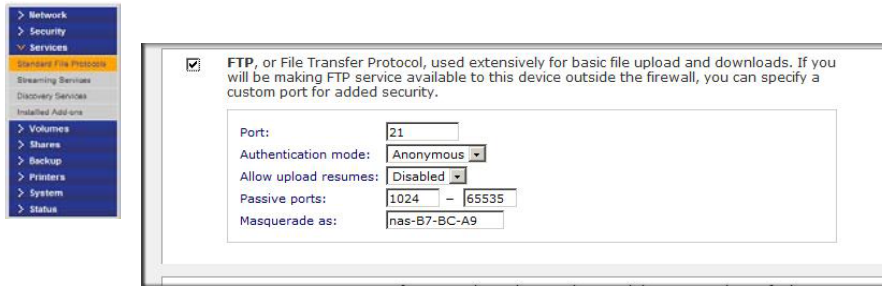 > Network
> Security
Services
Standard File Protocols
Streaming Services
Discovery Services
Installed Add-ons
> Volumes
> Shares
> Backup
> Printers
> System
> Status
FTP, or File Transfer Protocol, used extensively for basic file upload and downloads. If you
will be making FTP service available to this device outside the firewall, you can specify a
custom port for added security.
Port: 21
Authentication mode: Anonymous
Allow upload resumes: Disabled
Passive ports: 1024 – 65535
Masquerade as: nas-B7-BC-A9